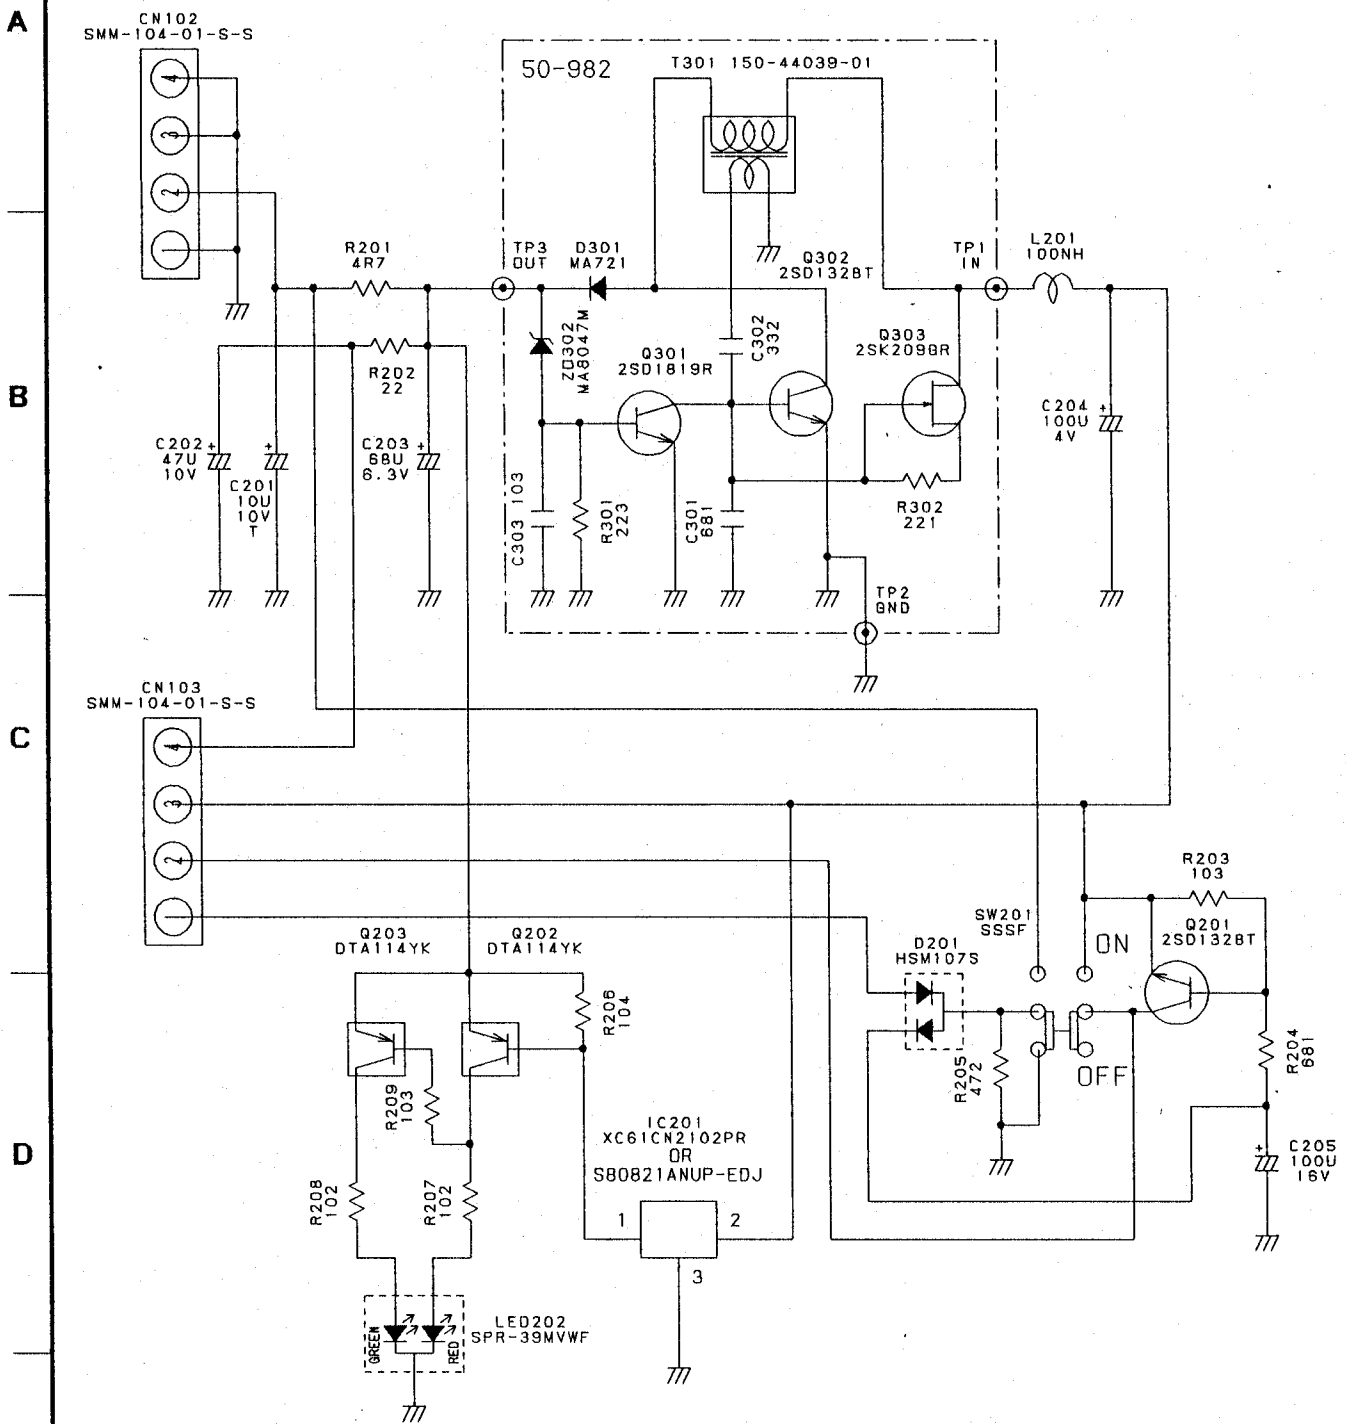 A
CN102
SMM-104-01-S-S
4
3
2
50-982
T301 150-44039-01
R201
4R7
TP3
OUT
D301
MA721
Q302
2SD1328T
TP1
IN
L201
100NH
ZD302
MA8047M
C302
332
Q301
2SD1819R
Q303
2SK209GR
R202
22
B
C202
47U
10V
+
C201
10U
10V
T
+
C203
68U
6.3V
+
C204
100U
4V
+
C303 103
R301
223
C301
681
R302
221
TP2
GND
CN103
SMM-104-01-S-S
C
4
3
2
R203
103
SW201
SSSF
ON
Q201
2SD1328T
Q203
DTA114YK
Q202
DTA114YK
D201
HSM107S
R206
104
R205
472
OFF
R204
681
R209
103
IC201
XC61CN2102PR
OR
S80821ANUP-EDJ
D
C205
100U
16V
+
R208
102
R207
102
1
2
3
LED202
SPR-39MVWF
GREEN
RED